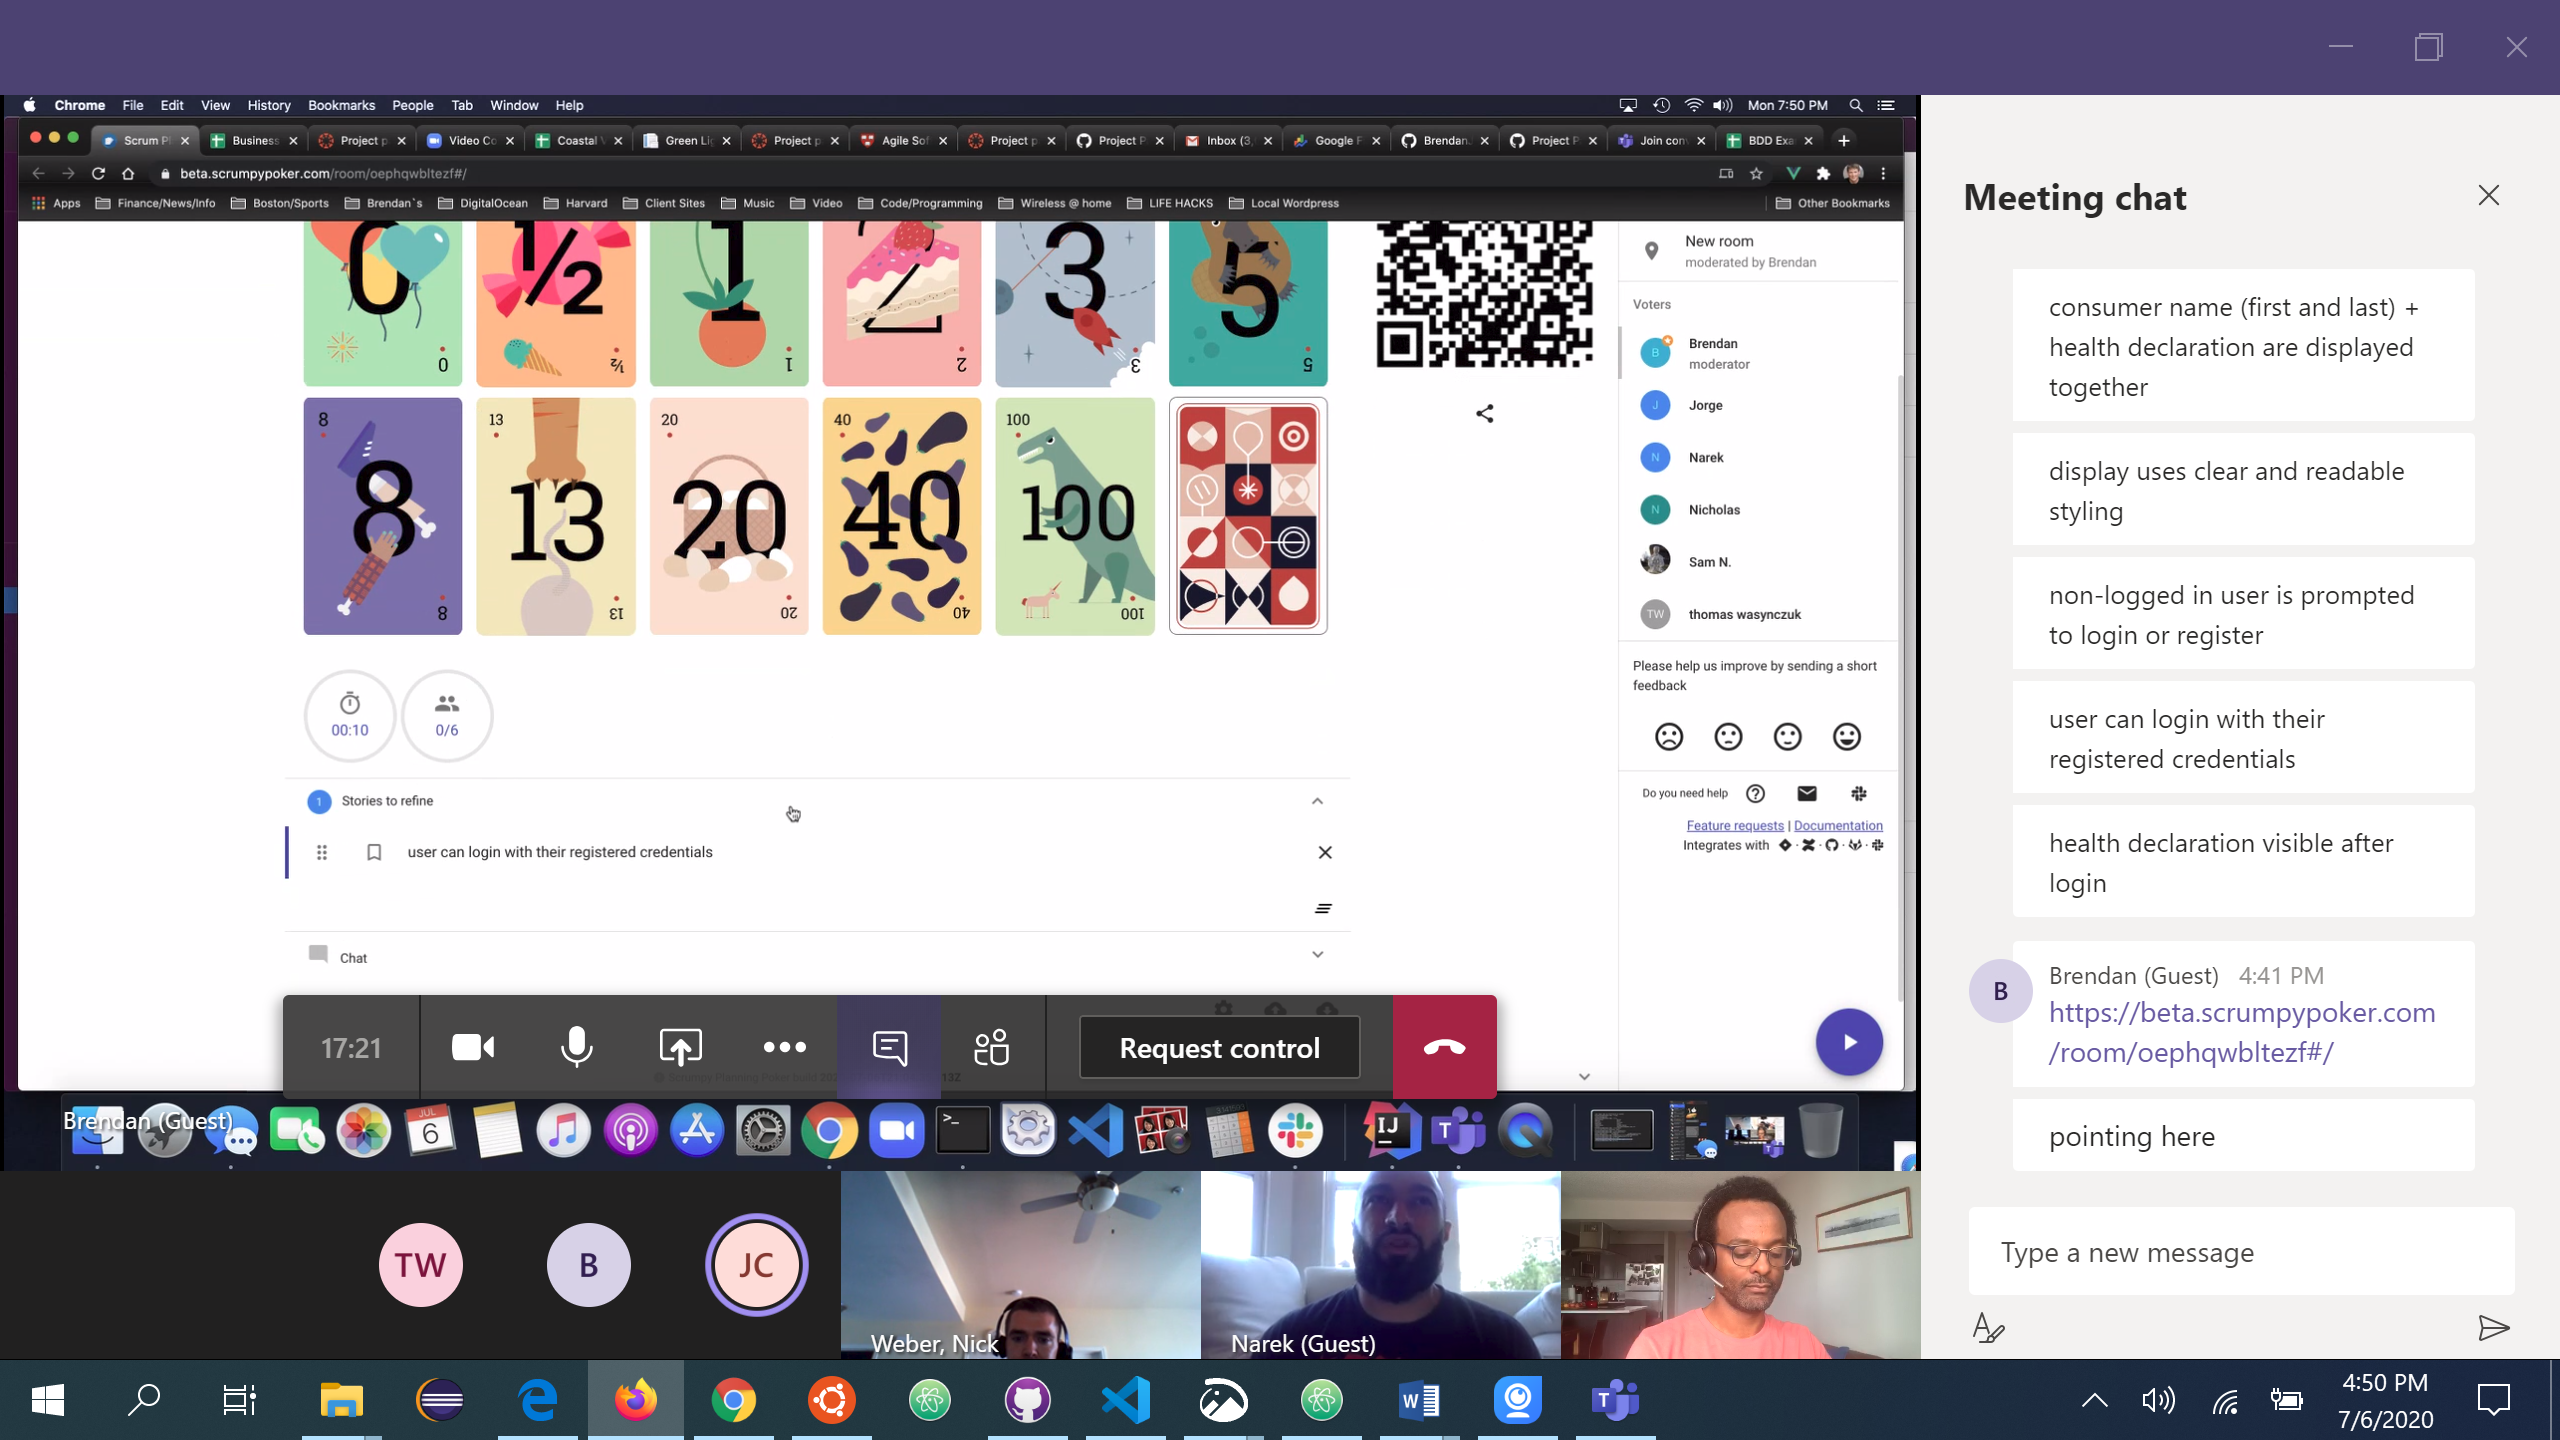 Chrome File Edit View History Bookmarks People Tab Window Help
Mon 7:50 PM
Scrum Pl
Business
Project p
Video Co
Coastal V
Green Lig
Project p
Agile Sof
Project p
Project P
Inbox (3,
Google F
Brendan
Project P
Join con
BDD Exa
beta.scrumpypoker.com/room/oephqwbltezf#/
Apps Finance/News/Info Boston/Sports Brendan`s DigitalOcean Harvard Client Sites Music Video Code/Programming Wireless @ home LIFE HACKS Local Wordpress Other Bookmarks
0
0
½
½
1
1
2
2
3
3
5
5
8
8
8
13
13
13
20
20
20
40
40
40
100
100
100
00:10
0/6
1 Stories to refine
user can login with their registered credentials
Chat
New room
moderated by Brendan
Voters
B Brendan
moderator
J Jorge
N Narek
N Nicholas
Sam N.
TW thomas wasynczuk
Please help us improve by sending a short
feedback
Do you need help
Feature requests | Documentation
Integrates with
17:21
Request control
Brendan (Guest)
JUL
6
IJ
TW
B
JC
Weber, Nick
Narek (Guest)
Meeting chat
consumer name (first and last) +
health declaration are displayed
together
display uses clear and readable
styling
non-logged in user is prompted
to login or register
user can login with their
registered credentials
health declaration visible after
login
B
Brendan (Guest) 4:41 PM
https://beta.scrumpypoker.com
/room/oephqwbltezf#/
pointing here
Type a new message
4:50 PM
7/6/2020